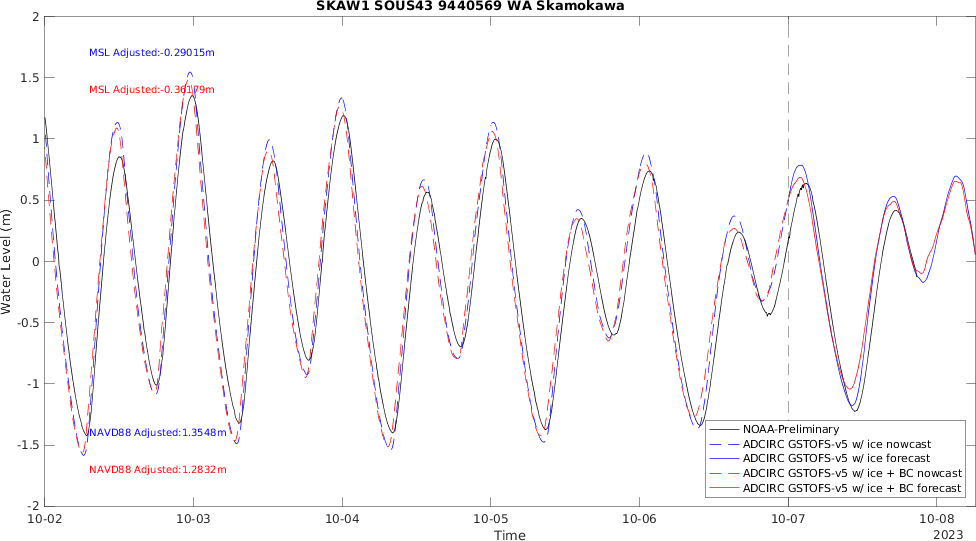 SKAW1 SOUS43 9440569 WA Skamokawa
2
1.5
1
0.5
0
-0.5
-1
-1.5
-2
Water Level (m)
MSL Adjusted:-0.29015m
MSL Adjusted:-0.36179m
NAVD88 Adjusted:1.3548m
NAVD88 Adjusted:1.2832m
NOAA-Preliminary
ADCIRC GSTOFS-v5 w/ ice nowcast
ADCIRC GSTOFS-v5 w/ ice forecast
ADCIRC GSTOFS-v5 w/ ice + BC nowcast
ADCIRC GSTOFS-v5 w/ ice + BC forecast
10-02 10-03 10-04 10-05 10-06 10-07 10-08
Time
2023